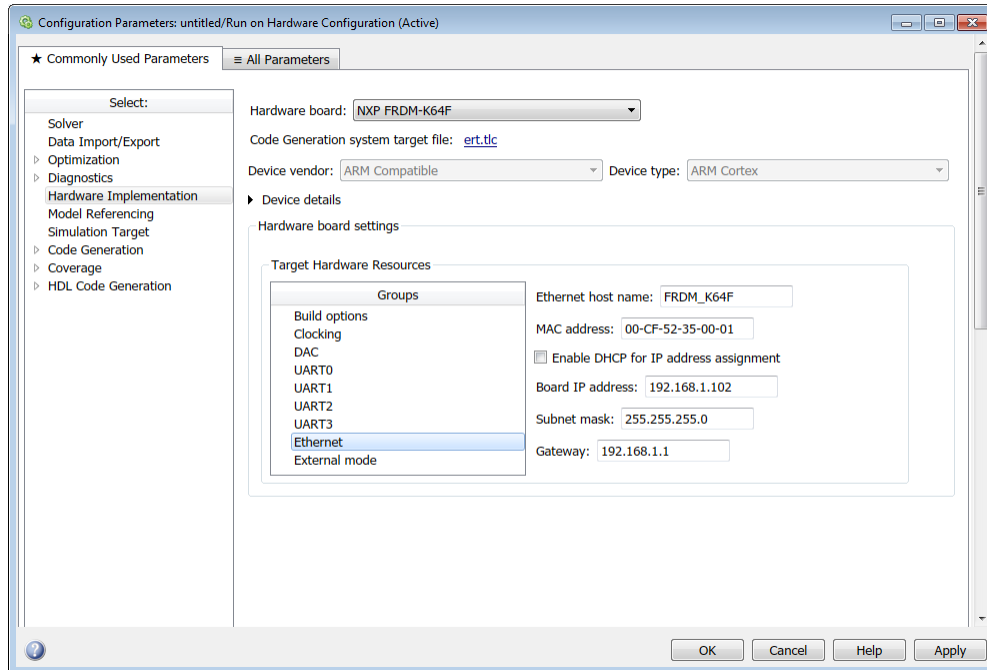 Configuration Parameters: untitled/Run on Hardware Configuration (Active)
★ Commonly Used Parameters
≡ All Parameters
Select:
Solver
Data Import/Export
Optimization
Diagnostics
Hardware Implementation
Model Referencing
Simulation Target
Code Generation
Coverage
HDL Code Generation
Hardware board: NXP FRDM-K64F
Code Generation system target file: ert.tlc
Device vendor: ARM Compatible Device type: ARM Cortex
Device details
Hardware board settings
Target Hardware Resources
Groups
Build options
Clocking
DAC
UART0
UART1
UART2
UART3
Ethernet
External mode
Ethernet host name: FRDM_K64F
MAC address: 00-CF-52-35-00-01
Enable DHCP for IP address assignment
Board IP address: 192.168.1.102
Subnet mask: 255.255.255.0
Gateway: 192.168.1.1
OK Cancel Help Apply